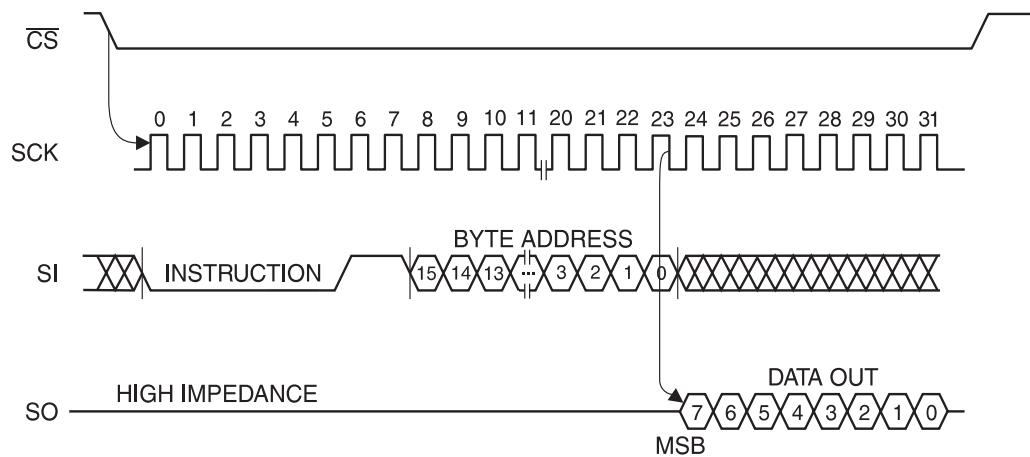 C̅S̅
0 1 2 3 4 5 6 7 8 9 10 11 20 21 22 23 24 25 26 27 28 29 30 31
SCK
BYTE ADDRESS
SI INSTRUCTION 15 14 13 ... 3 2 1 0
HIGH IMPEDANCE DATA OUT
SO 7 6 5 4 3 2 1 0
MSB